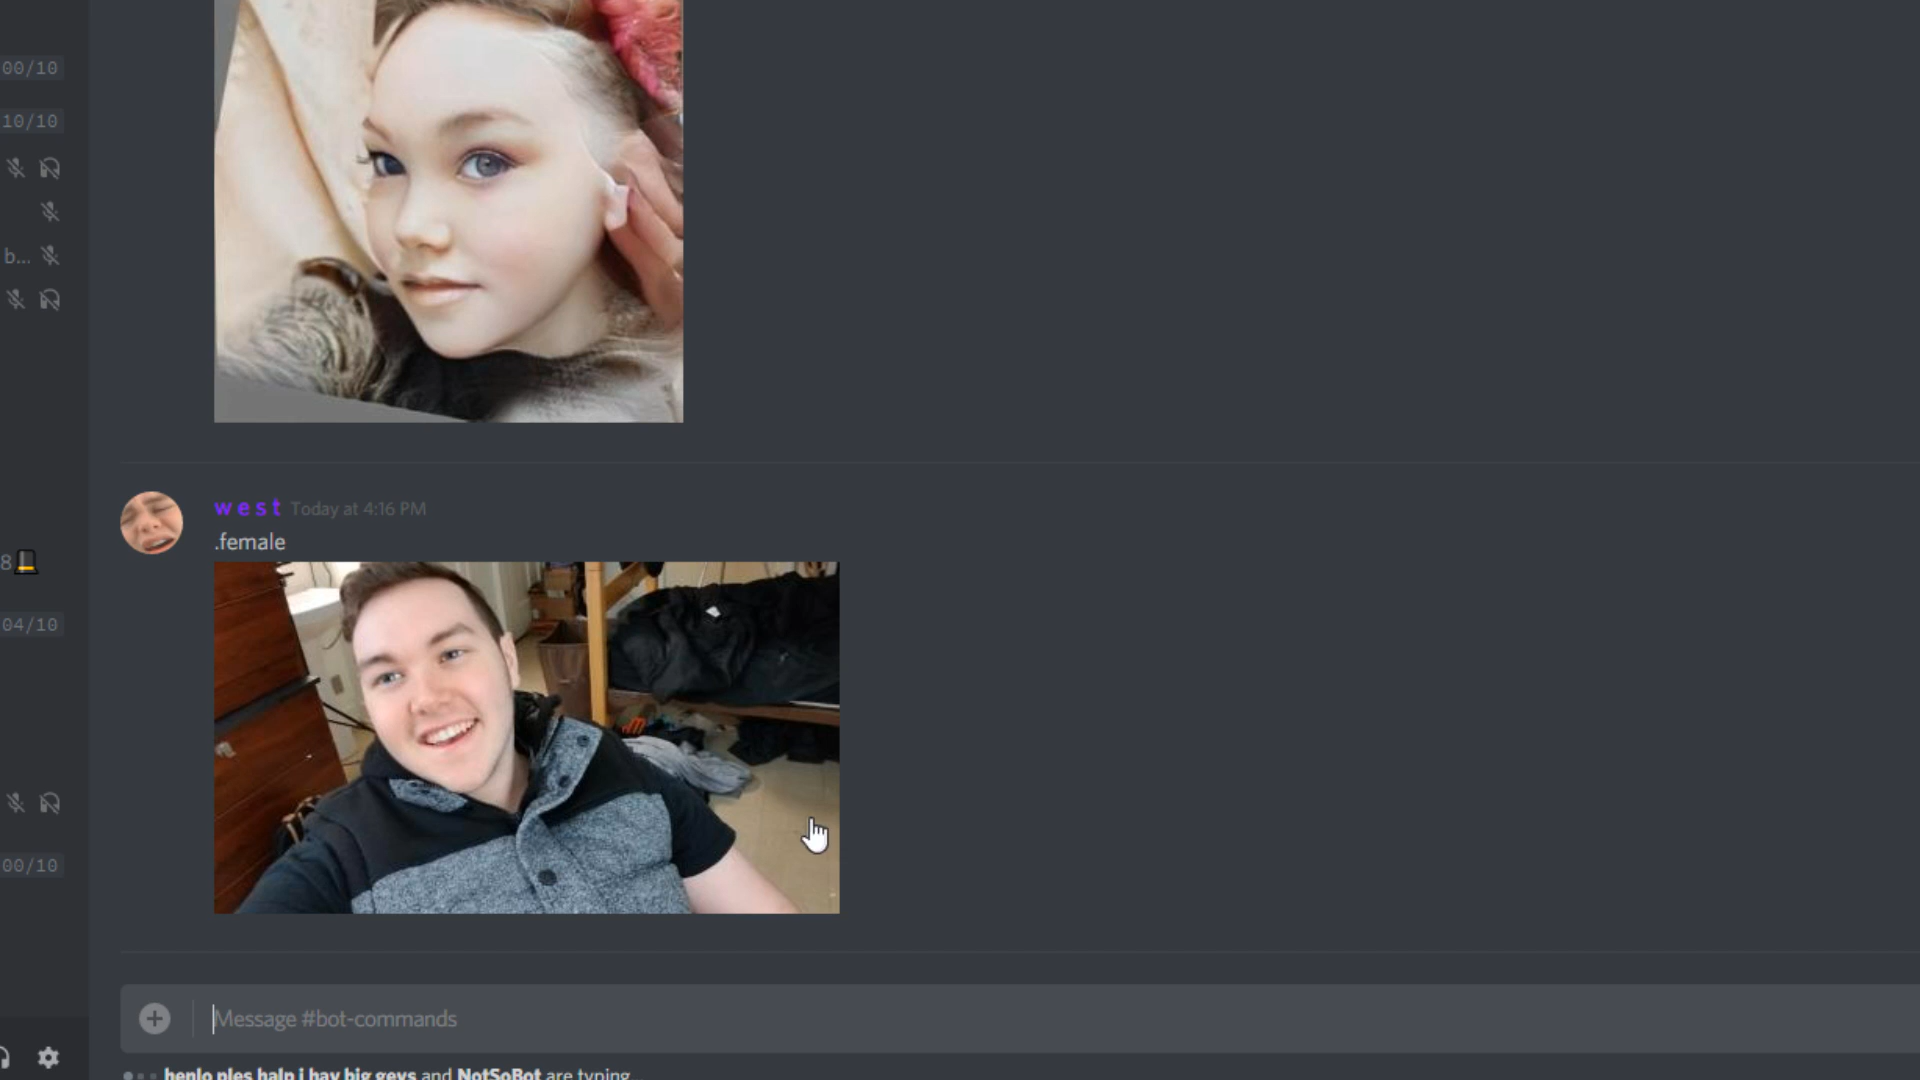 00/10
10/10
b...
w e s t Today at 4:16 PM
.female
8
04/10
00/10
Message #bot-commands
henlo ples halp i hav big geys and NotSoBot are typing...